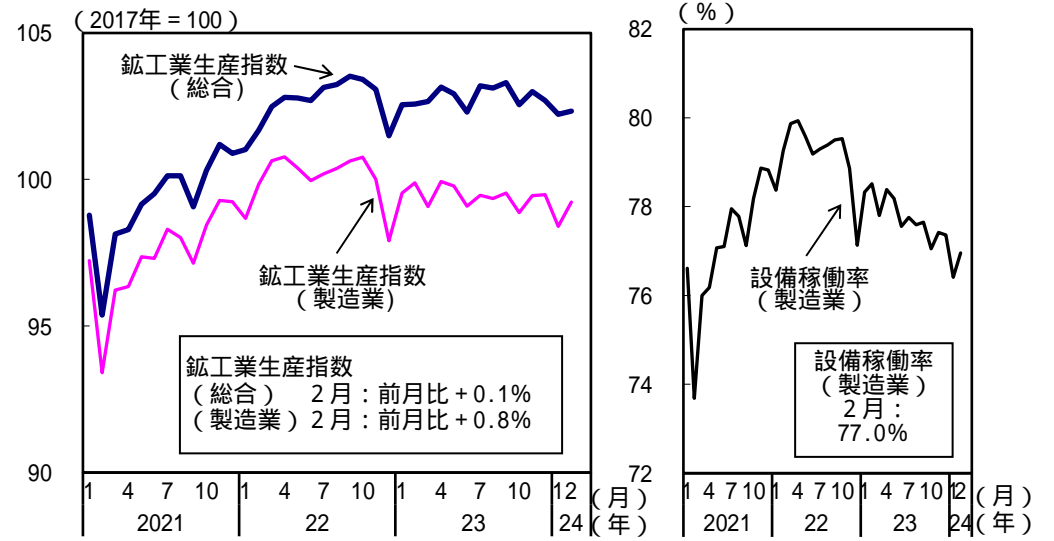 （2017年＝100）
105
100
95
90
鉱工業生産指数
（総合）
鉱工業生産指数
（製造業）
鉱工業生産指数
（総合）　２月：前月比＋0.1%
（製造業）２月：前月比＋0.8%
1 4 7 10 1 4 7 10 1 4 7 10 12（月）
2021 22 23 24（年）
（％）
82
80
78
76
74
72
設備稼働率
（製造業）
設備稼働率
（製造業）
２月：
77.0%
1 4 7 10 1 4 7 10 1 4 7 10 12（月）
2021 22 23 24（年）